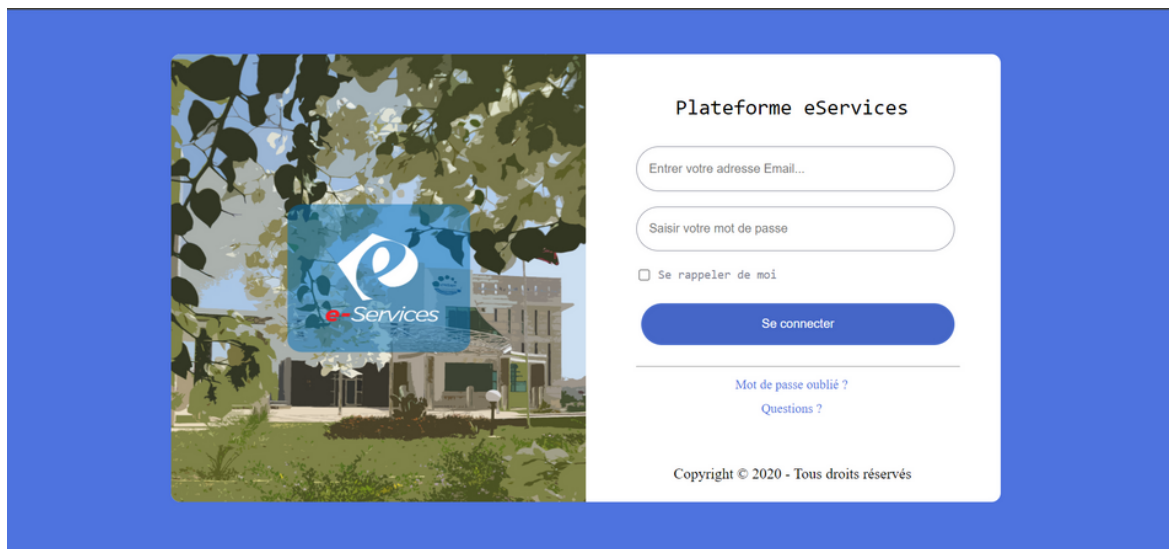 e-Services
Plateforme eServices
Entrer votre adresse Email...
Saisir votre mot de passe
Se rappeler de moi
Se connecter
Mot de passe oublié ?
Questions ?
Copyright © 2020 - Tous droits réservés